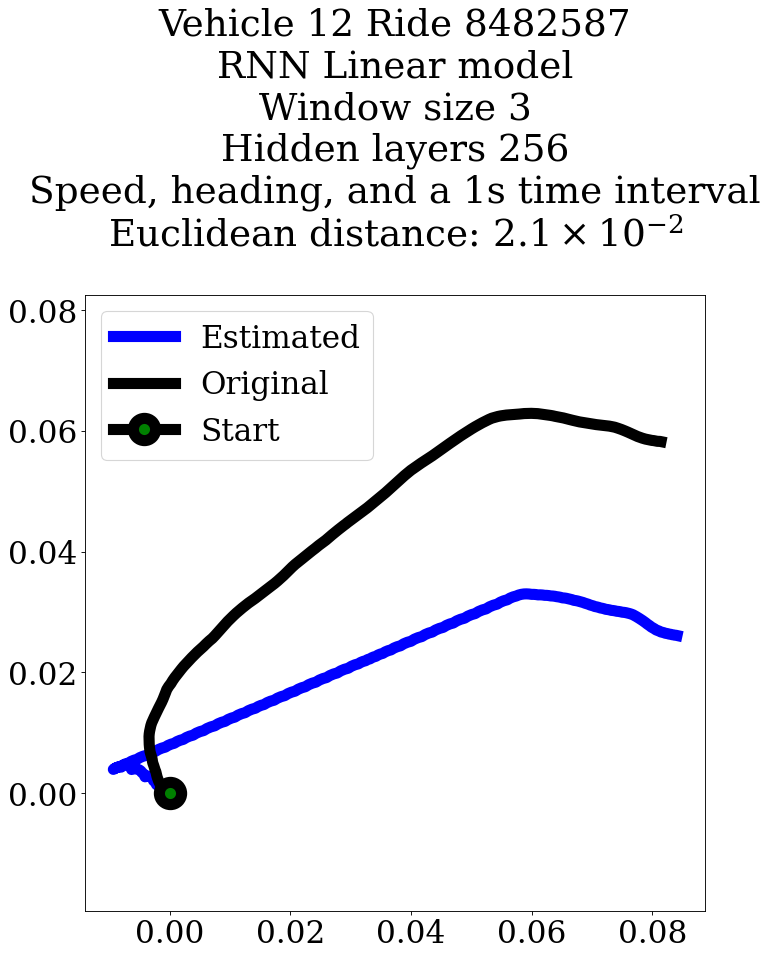 Vehicle 12 Ride 8482587
RNN Linear model
Window size 3
Hidden layers 256
Speed, heading, and a 1s time interval
Euclidean distance: 2.1 × 10⁻²
0.08
0.06
0.04
0.02
0.00
Estimated
Original
Start
0.00 0.02 0.04 0.06 0.08